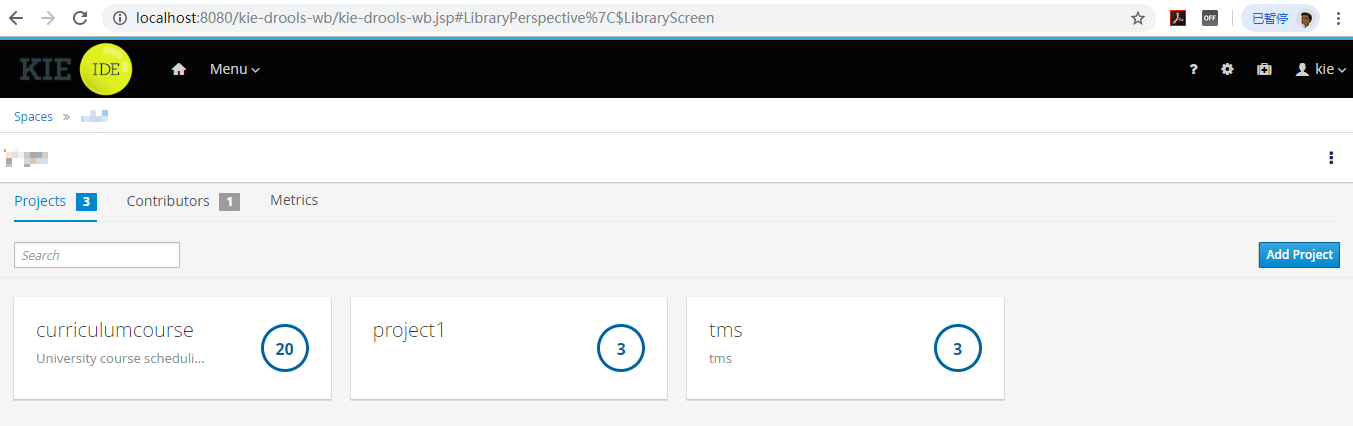 localhost:8080/kie-drools-wb/kie-drools-wb.jsp#LibraryPerspective%7C$LibraryScreen OFF 已暂停
KIE IDE Menu ? kie
Spaces »
Projects 3 Contributors 1 Metrics
Search Add Project
curriculumcourse
University course scheduli...
20
project1
3
tms
tms
3